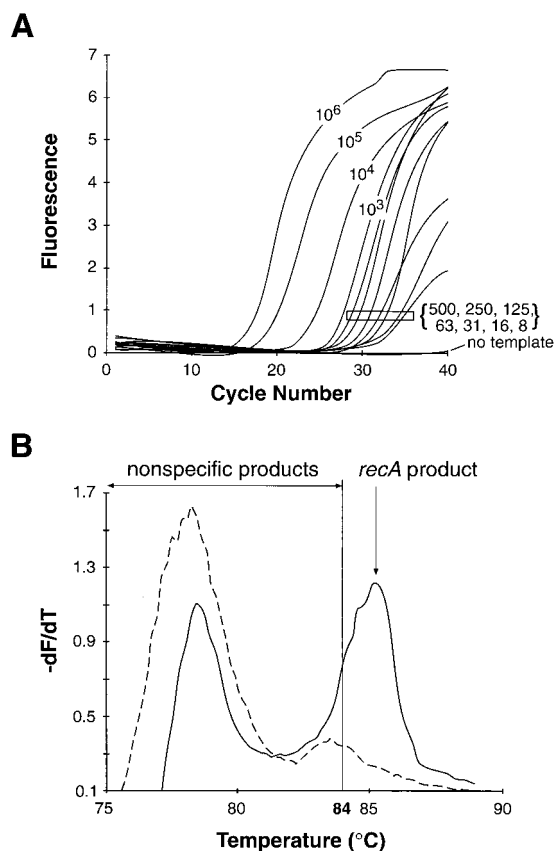 A
7
6
5
4
3
2
1
0
Fluorescence
10^6
10^5
10^4
10^3
{500, 250, 125,
63, 31, 16, 8}
no template
0
10
20
30
40
Cycle Number
B
nonspecific products
recA product
1.7
1.3
0.9
0.5
0.1
-dF/dT
75
80
84
85
90
Temperature (°C)